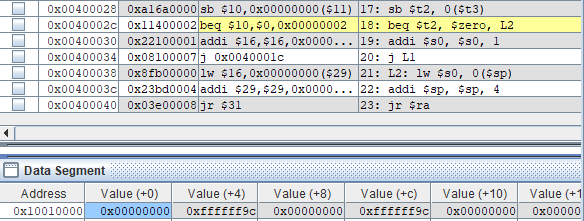 0x00400028 0xa16a0000 sb $10,0x00000000($11) 17: sb $t2, 0($t3)
0x0040002c 0x11400002 beq $10,$0,0x00000002 18: beq $t2, $zero, L2
0x00400030 0x22100001 addi $16,$16,0x0000... 19: addi $s0, $s0, 1
0x00400034 0x08100007 j 0x0040001c 20: j L1
0x00400038 0x8fb00000 lw $16,0x00000000($29) 21: L2: lw $s0, 0($sp)
0x0040003c 0x23bd0004 addi $29,$29,0x0000... 22: addi $sp, $sp, 4
0x00400040 0x03e00008 jr $31 23: jr $ra
Data Segment
Address Value (+0) Value (+4) Value (+8) Value (+c) Value (+10) Value (+1
0x10010000 0x00000000 0xffffff9c 0x00000000 0xffffff9c 0x00000000 0x000